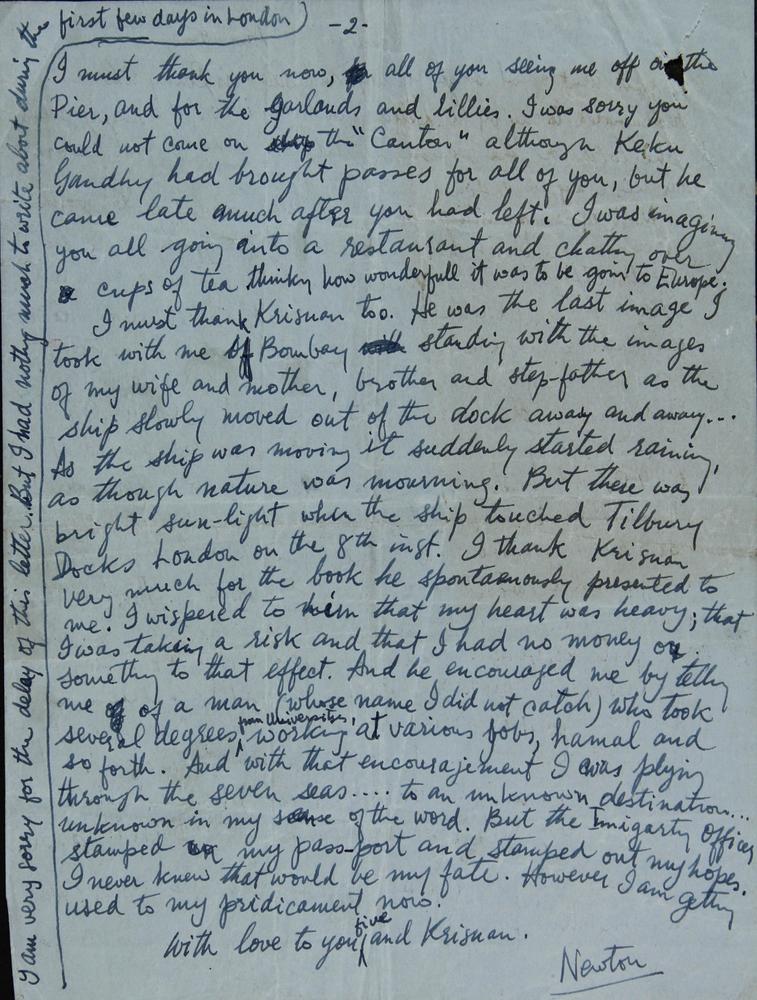 -2-
I must thank you now, all of you seeing me off on the
Pier, and for the Garlands and Lillies. I was sorry you
could not come on ship the "Canton" although Keku
Gandhy had brought passes for all of you, but he
came late much after you had left. I was imagining
you all going into a restaurant and chatting over
cups of tea thinking how wonderfull it was to be going to Europe.
I must thank Krisnan too. He was the last image I
took with me of Bombay with standing with the images
of my wife and mother, brother and step-father as the
ship slowly moved out of the dock away and away...
As the ship was moving it suddenly started raining,
as though nature was mourning. But there was
bright sun-light when the ship touched Tilbury
Docks London on the 8th inst. I thank Krisnan
very much for the book he spontaenously presented to
me. I wispered to him that my heart was heavy; that
I was taking a risk and that I had no money or
something to that effect. And he encouraged me by telling
me of a man (whose name I did not catch) who took
several degrees, from Universities, working at various jobs, hamal and
so forth. And with that encouragement I was plying
through the seven seas.... to an unknown destination...
unknown in my sense of the word. But the Imigarty officer
stamped my pass-port and stamped out my hopes.
I never knew that would be my fate. However I am getting
used to my pridicament now.
With love to you five and Krisnan.
Newton
I am very sorry for the delay of this letter. But I had nothing much to write about during the
first few days in London)